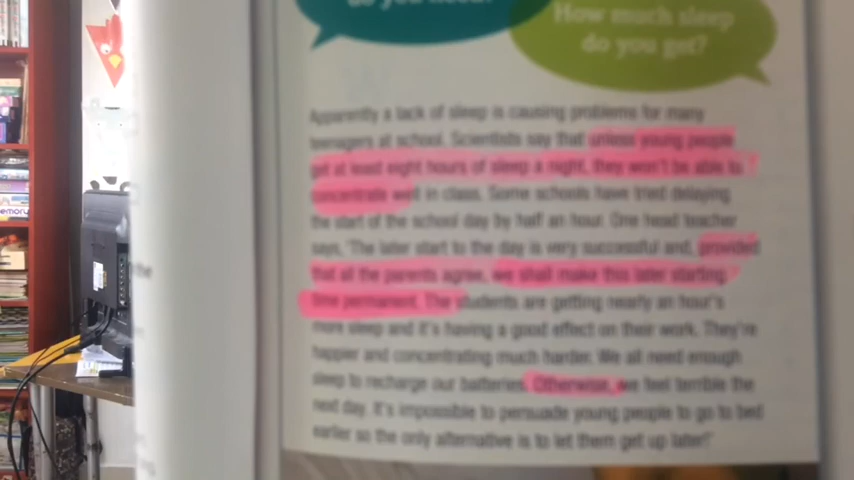 do you need?
How much sleep
do you get?
Apparently a lack of sleep is causing problems for many
teenagers at school. Scientists say that unless young people
get at least eight hours of sleep a night, they won't be able to
concentrate well in class. Some schools have tried delaying
the start of the school day by half an hour. One head teacher
says, 'The later start to the day is very successful and, provided
that all the parents agree, we shall make this later starting
time permanent. The students are getting nearly an hour's
more sleep and it's having a good effect on their work. They're
happier and concentrating much harder. We all need enough
sleep to recharge our batteries. Otherwise, we feel terrible the
next day. It's impossible to persuade young people to go to bed
earlier so the only alternative is to let them get up later!'
emory
the